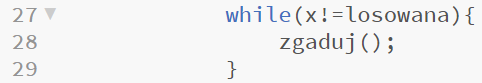 27 ▼ while(x!=losowana){
28 zgaduj();
29 }